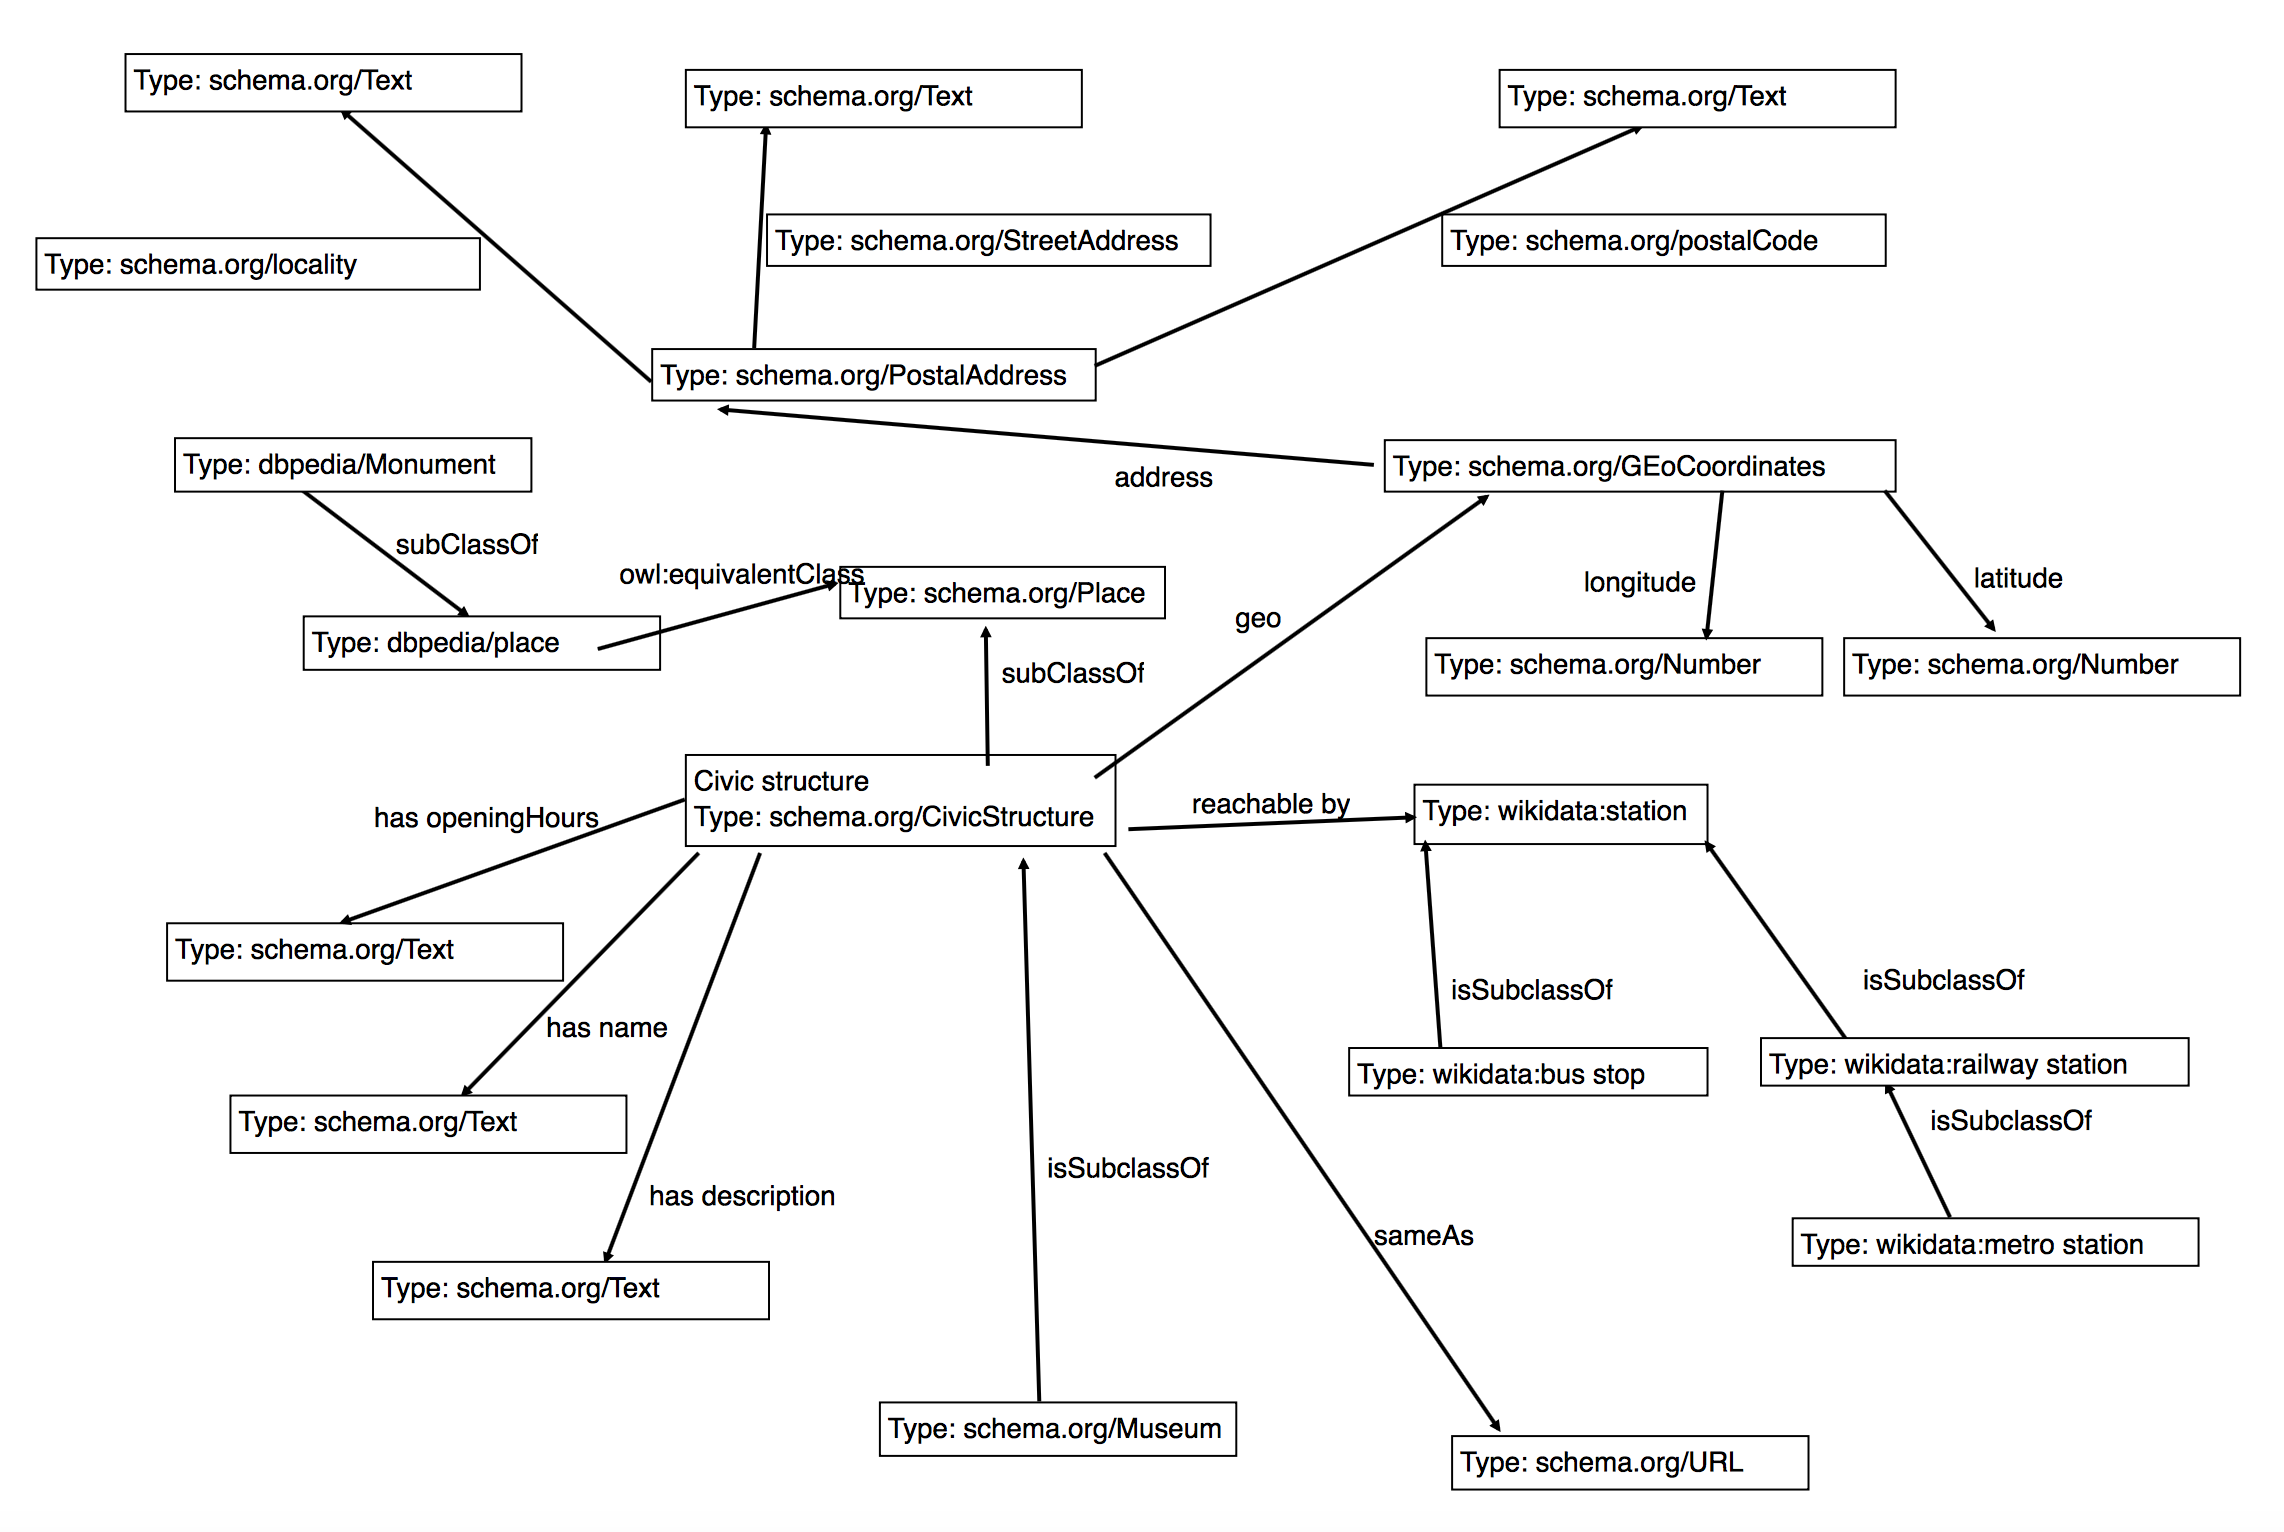 Type: schema.org/Text
Type: schema.org/Text
Type: schema.org/Text
Type: schema.org/StreetAddress
Type: schema.org/postalCode
Type: schema.org/locality
Type: schema.org/PostalAddress
Type: dbpedia/Monument
address
Type: schema.org/GEoCoordinates
subClassOf
owl:equivalentClass
Type: schema.org/Place
longitude
latitude
geo
Type: dbpedia/place
subClassOf
Type: schema.org/Number
Type: schema.org/Number
Civic structure
Type: schema.org/CivicStructure
has openingHours
reachable by
Type: wikidata:station
Type: schema.org/Text
isSubclassOf
isSubclassOf
has name
Type: wikidata:bus stop
Type: wikidata:railway station
Type: schema.org/Text
isSubclassOf
isSubclassOf
has description
sameAs
Type: wikidata:metro station
Type: schema.org/Text
Type: schema.org/Museum
Type: schema.org/URL